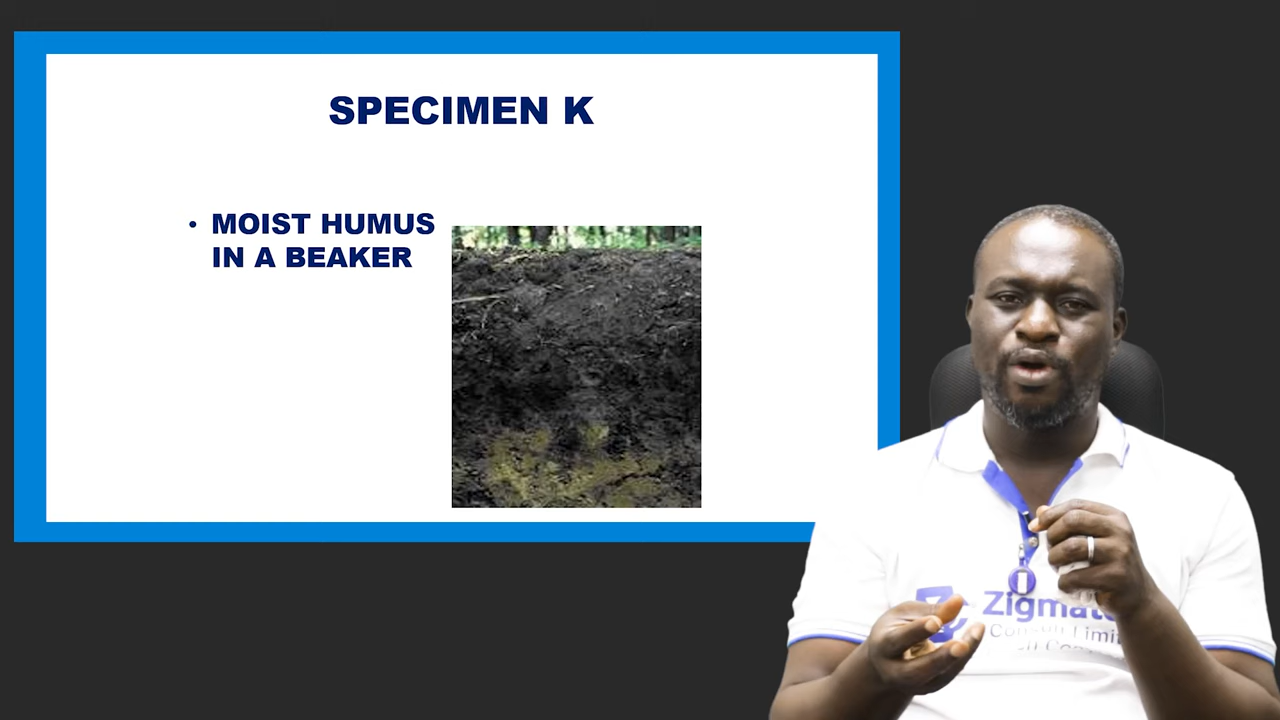 SPECIMEN K
• MOIST HUMUS
IN A BEAKER